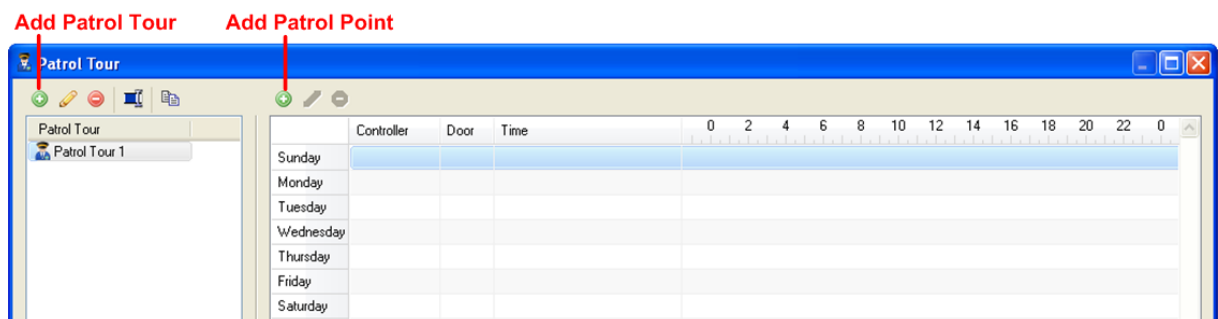 Add Patrol Tour Add Patrol Point
Patrol Tour
Patrol Tour
Patrol Tour 1
Controller Door Time 0 2 4 6 8 10 12 14 16 18 20 22 0
Sunday
Monday
Tuesday
Wednesday
Thursday
Friday
Saturday